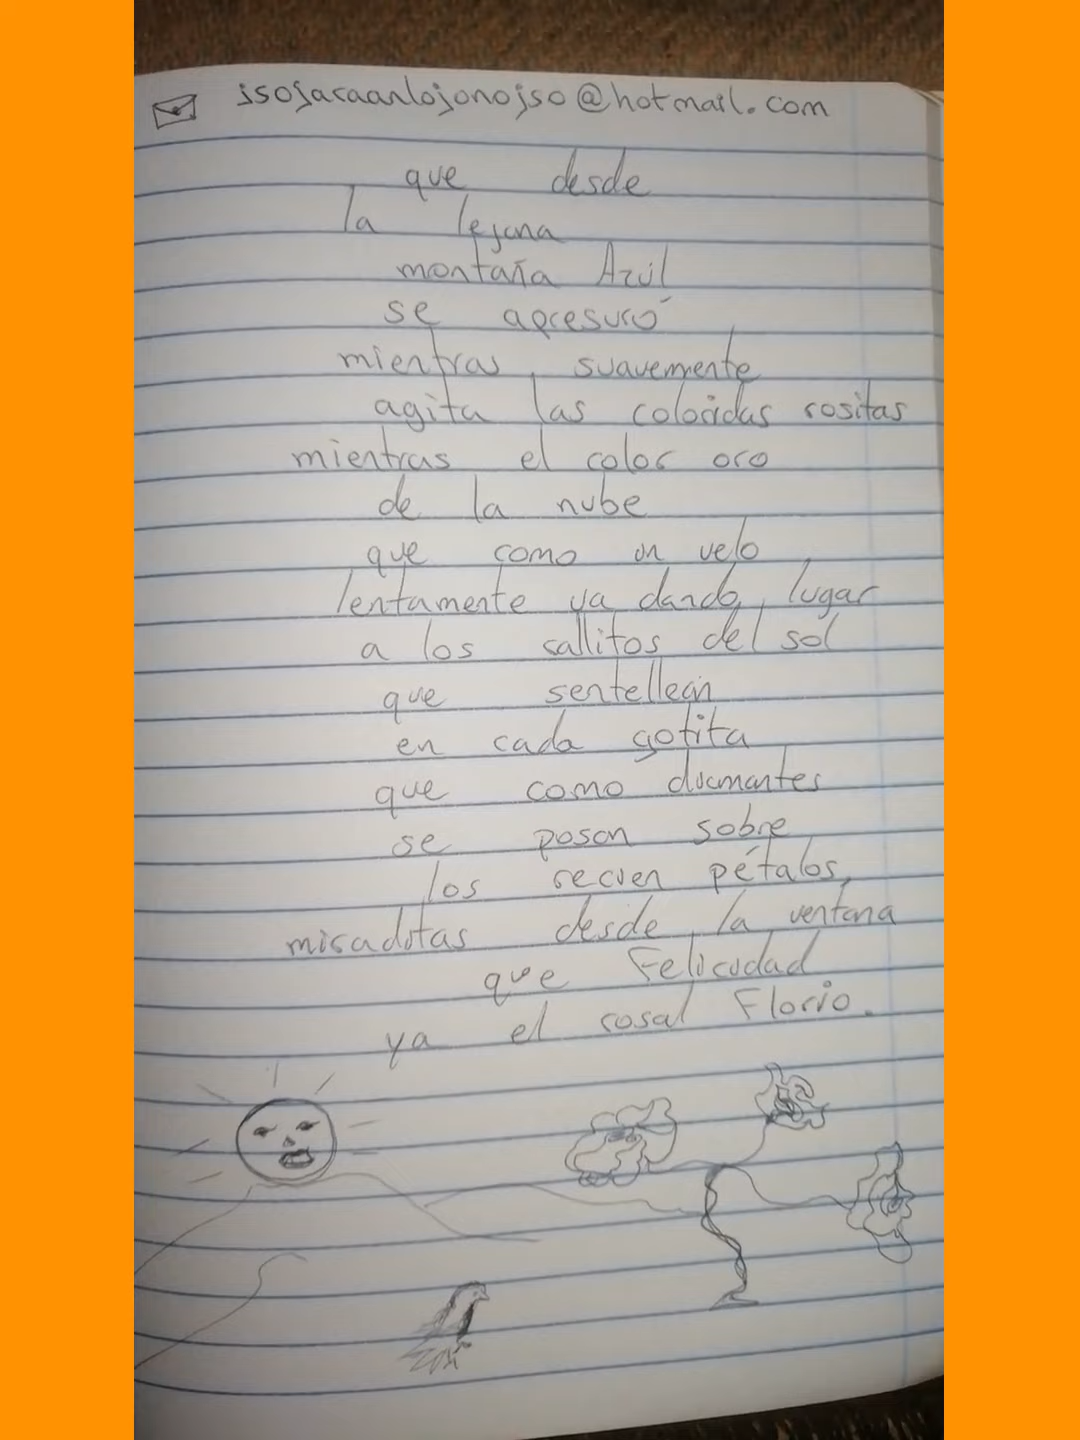 jsojacaanlojonojso@hotmail.com
que desde
la lejana
montaña Azul
se apresuró
mientras, suavemente
agita las coloridas rositas
mientras el color oro
de la nube
que como un velo
lentamente ya dando, lugar
a los rallitos del sol
que sentellean
en cada gotita
que como diamantes
se posan sobre
los recien pétalos,
miraditas desde la ventana
que Felicidad
ya el rosal Florio.